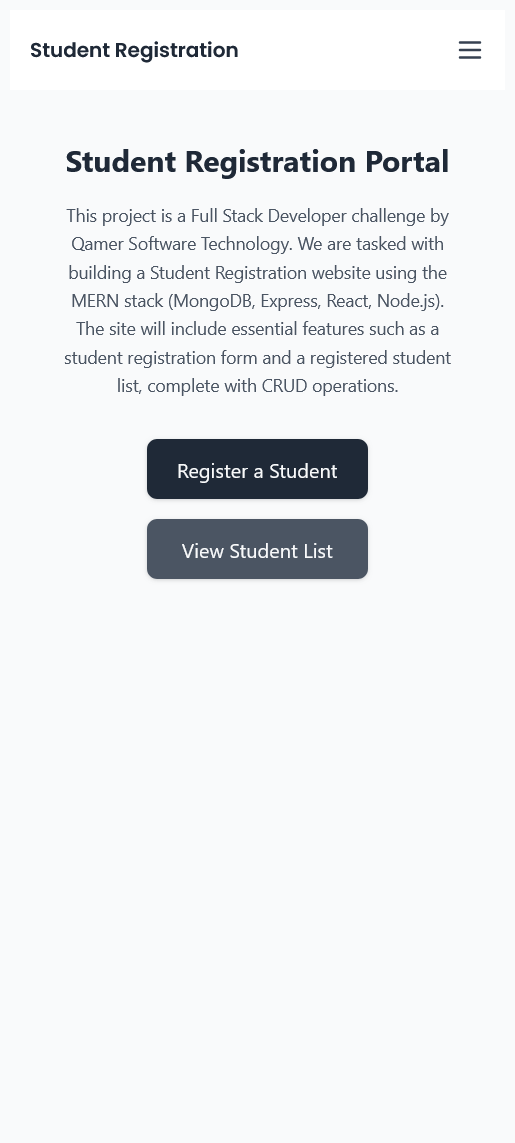 Student Registration
Student Registration Portal
This project is a Full Stack Developer challenge by
Qamer Software Technology. We are tasked with
building a Student Registration website using the
MERN stack (MongoDB, Express, React, Node.js).
The site will include essential features such as a
student registration form and a registered student
list, complete with CRUD operations.
Register a Student
View Student List